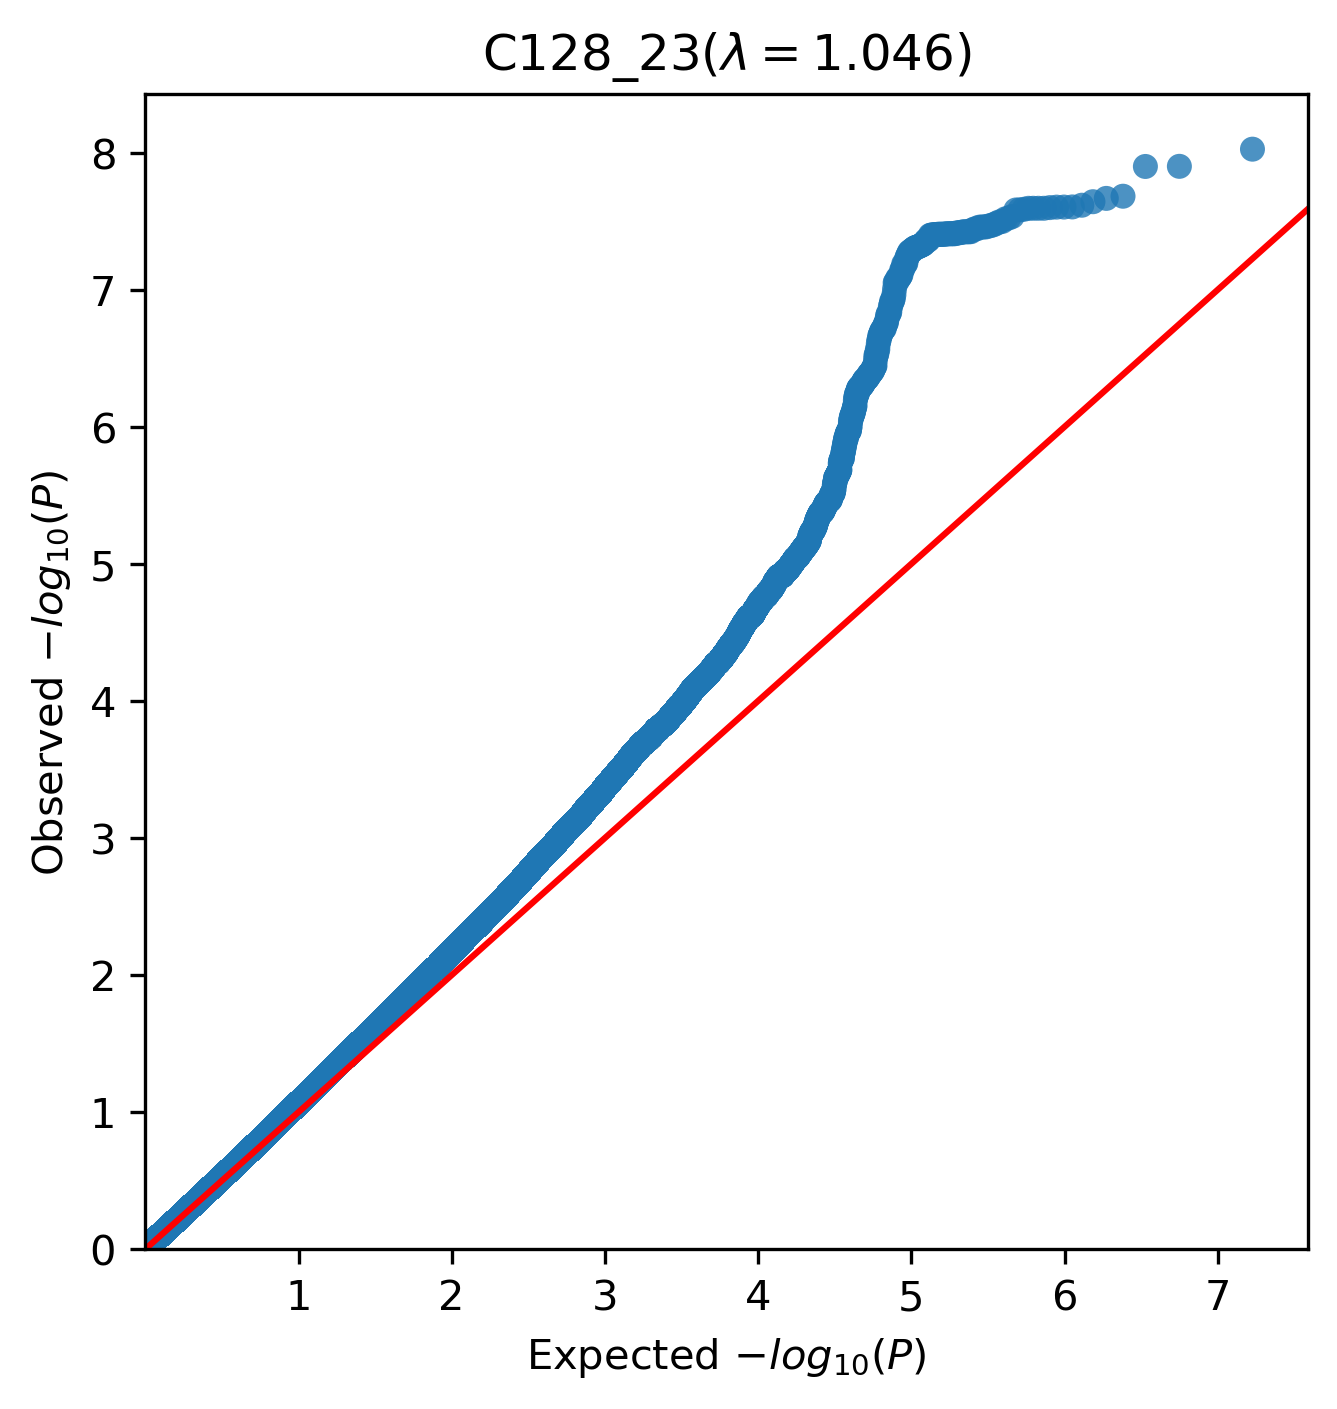 C128_23(λ = 1.046)
8
7
6
5
4
3
2
1
0
Observed −log₁₀(P)
1 2 3 4 5 6 7
Expected −log₁₀(P)